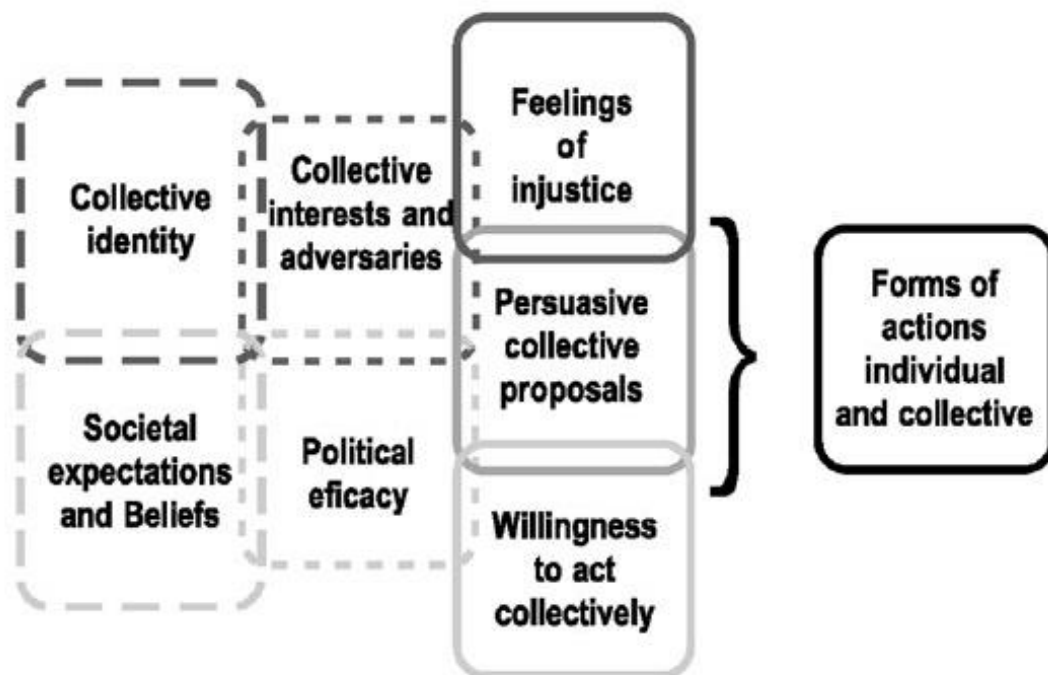 Collective
identity
Collective
interests and
adversaries
Feelings
of
injustice
Societal
expectations
and Beliefs
Political
eficacy
Persuasive
collective
proposals
Willingness
to act
collectively
Forms of
actions
individual
and collective